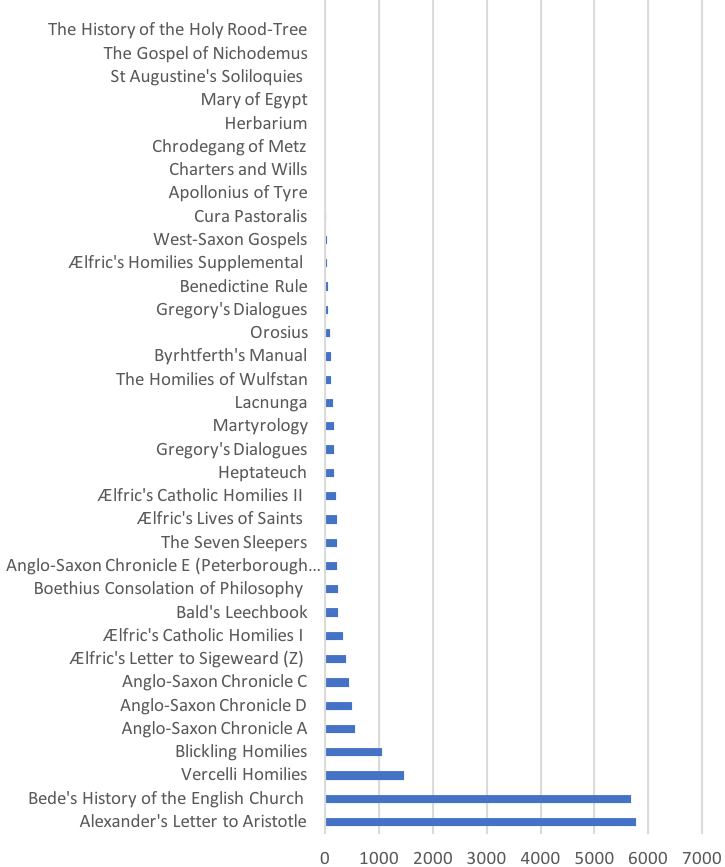 The History of the Holy Rood-Tree
The Gospel of Nichodemus
St Augustine's Soliloquies
Mary of Egypt
Herbarium
Chrodegang of Metz
Charters and Wills
Apollonius of Tyre
Cura Pastoralis
West-Saxon Gospels
Ælfric's Homilies Supplemental
Benedictine Rule
Gregory's Dialogues
Orosius
Byrhtferth's Manual
The Homilies of Wulfstan
Lacnunga
Martyrology
Gregory's Dialogues
Heptateuch
Ælfric's Catholic Homilies II
Ælfric's Lives of Saints
The Seven Sleepers
Anglo-Saxon Chronicle E (Peterborough...
Boethius Consolation of Philosophy
Bald's Leechbook
Ælfric's Catholic Homilies I
Ælfric's Letter to Sigeweard (Z)
Anglo-Saxon Chronicle C
Anglo-Saxon Chronicle D
Anglo-Saxon Chronicle A
Blickling Homilies
Vercelli Homilies
Bede's History of the English Church
Alexander's Letter to Aristotle
0 1000 2000 3000 4000 5000 6000 7000